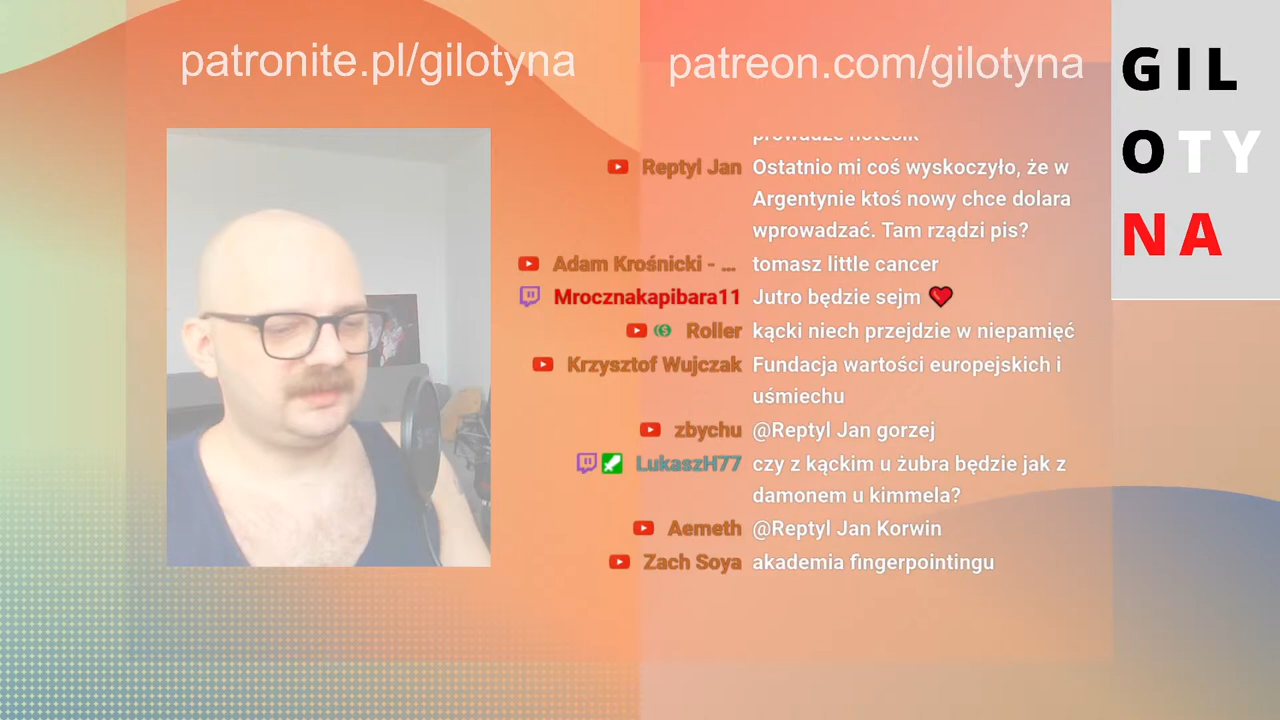 patronite.pl/gilotyna
patreon.com/gilotyna
GIL
OTY
NA
prowadzę notesik
Reptyl Jan Ostatnio mi coś wyskoczyło, że w
Argentynie ktoś nowy chce dolara
wprowadzać. Tam rządzi pis?
Adam Krośnicki - ... tomasz little cancer
Mrocznakapibara11 Jutro będzie sejm
Roller kącki niech przejdzie w niepamięć
Krzysztof Wujczak Fundacja wartości europejskich i
uśmiechu
zbychu @Reptyl Jan gorzej
LukaszH77 czy z kąckim u żubra będzie jak z
damonem u kimmela?
Aemeth @Reptyl Jan Korwin
Zach Soya akademia fingerpointingu